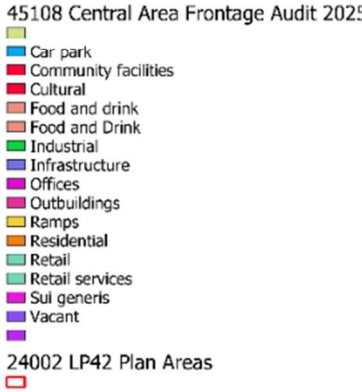 45108 Central Area Frontage Audit 2025
Car park
Community facilities
Cultural
Food and drink
Food and Drink
Industrial
Infrastructure
Offices
Outbuildings
Ramps
Residential
Retail
Retail services
Sui generis
Vacant
24002 LP42 Plan Areas